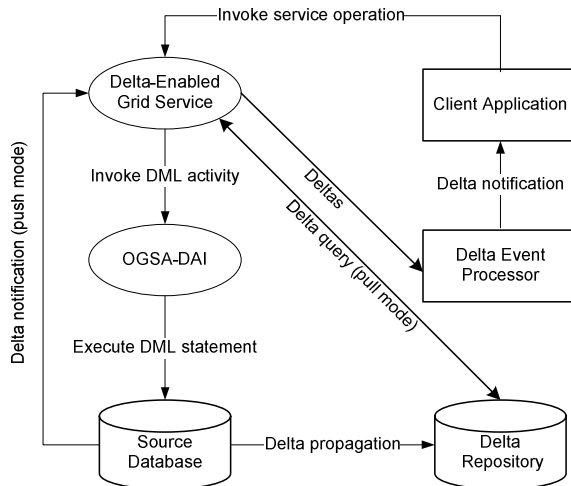 Invoke service operation
Delta-Enabled
Grid Service
Client Application
Delta notification (push mode)
Invoke DML activity
Deltas
Delta query (pull mode)
Delta notification
OGSA-DAI
Delta Event
Processor
Execute DML statement
Source
Database
Delta propagation
Delta
Repository